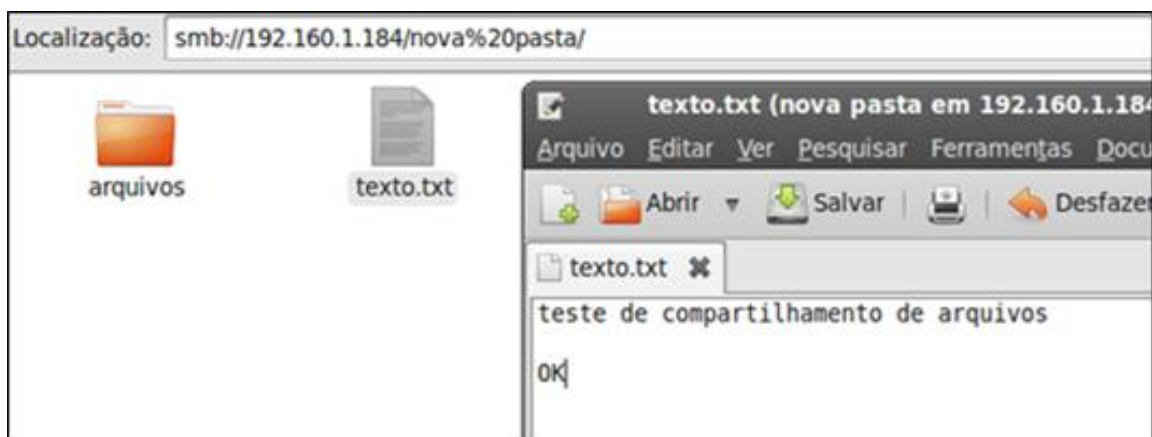 Localização: smb://192.160.1.184/nova%20pasta/
arquivos
texto.txt
texto.txt (nova pasta em 192.160.1.184
Arquivo Editar Ver Pesquisar Ferramentas Docu
Abrir Salvar Desfazer
texto.txt
teste de compartilhamento de arquivos
OK